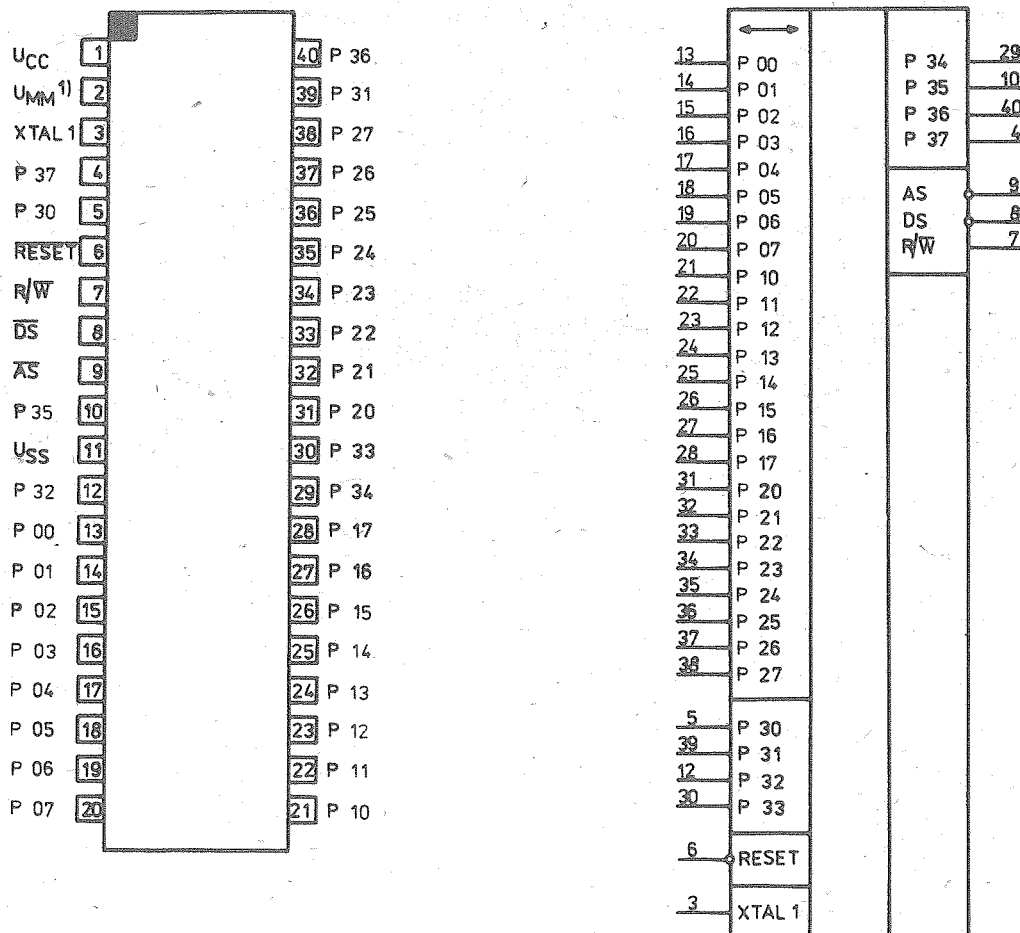 UCC 1 40 P 36
UMM 1) 2 39 P 31
XTAL 1 3 38 P 27
P 37 4 37 P 26
P 30 5 36 P 25
R̅E̅S̅E̅T̅ 6 35 P 24
R/W̅ 7 34 P 23
D̅S̅ 8 33 P 22
A̅S̅ 9 32 P 21
P 35 10 31 P 20
USS 11 30 P 33
P 32 12 29 P 34
P 00 13 28 P 17
P 01 14 27 P 16
P 02 15 26 P 15
P 03 16 25 P 14
P 04 17 24 P 13
P 05 18 23 P 12
P 06 19 22 P 11
P 07 20 21 P 10
13 P 00
14 P 01
15 P 02
16 P 03
17 P 04
18 P 05
19 P 06
20 P 07
21 P 10
22 P 11
23 P 12
24 P 13
25 P 14
26 P 15
27 P 16
28 P 17
31 P 20
32 P 21
33 P 22
34 P 23
35 P 24
36 P 25
37 P 26
38 P 27
5 P 30
39 P 31
12 P 32
30 P 33
6 RESET
3 XTAL 1
P 34 29
P 35 10
P 36 40
P 37 4
AS 9
DS 8
R/W̅ 7